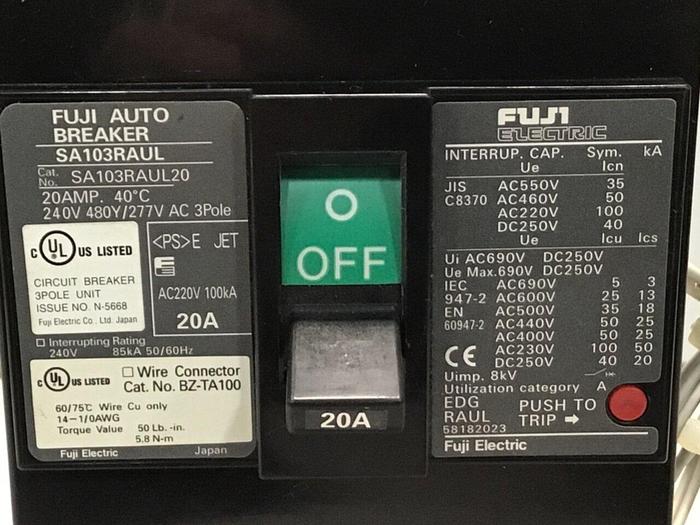 FUJI AUTO
BREAKER
SA103RAUL
Cat.
No. SA103RAUL20
20AMP. 40°C
240V 480Y/277V AC 3Pole
c UL US LISTED
CIRCUIT BREAKER
3POLE UNIT
ISSUE NO. N-5668
Fuji Electric Co., Ltd. Japan
<PS>E JET
AC220V 100kA
20A
□ Interrupting Rating
240V 85kA 50/60Hz
c UL US LISTED
□ Wire Connector
Cat. No. BZ-TA100
60/75℃ Wire Cu only
14-1/0AWG
Torque Value 50 Lb.-in.
5.8 N-m
Fuji Electric Japan
O
OFF
20A
FUJI
ELECTRIC
INTERRUP. CAP. Sym. kA
Ue Icn
JIS AC550V 35
C8370 AC460V 50
AC220V 100
DC250V 40
Ue Icu Ics
Ui AC690V DC250V
Ue Max.690V DC250V
IEC AC690V 5 3
947-2 AC600V 25 13
EN AC500V 35 18
60947-2 AC440V 50 25
AC400V 50 25
AC230V 100 50
CE DC250V 40 20
Uimp. 8kV
Utilization category A
EDG
RAUL
58182023
PUSH TO
TRIP ➡
Fuji Electric